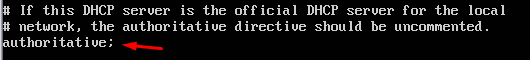 # If this DHCP server is the official DHCP server for the local
# network, the authoritative directive should be uncommented.
authoritative;